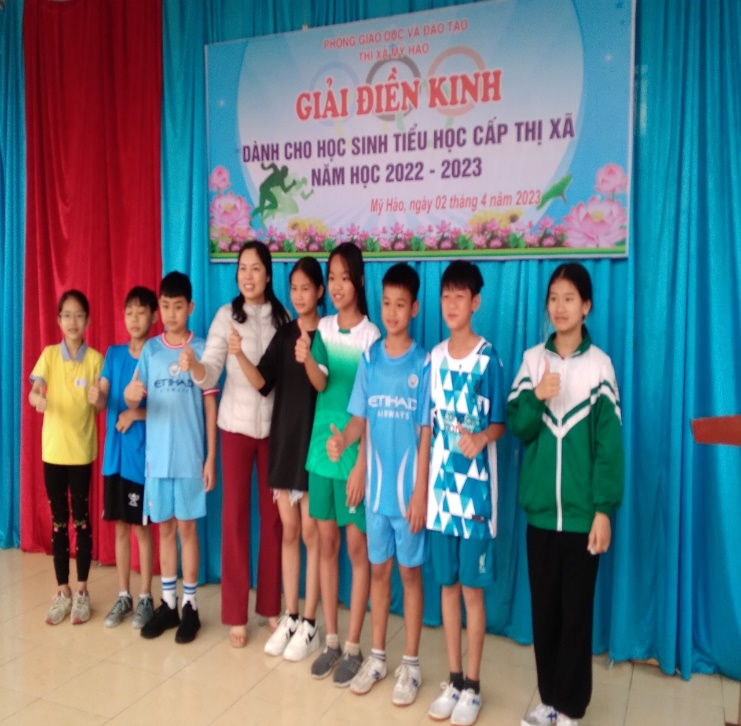 PHÒNG GIÁO DỤC VÀ ĐÀO TẠO
THỊ XÃ MỸ HÀO
GIẢI ĐIỀN KINH
DÀNH CHO HỌC SINH TIỂU HỌC CẤP THỊ XÃ
NĂM HỌC 2022 - 2023
Mỹ Hào, ngày 02 tháng 4 năm 2023
ETIHAD
AIRWAYS
ETIHAD
AIRWAYS